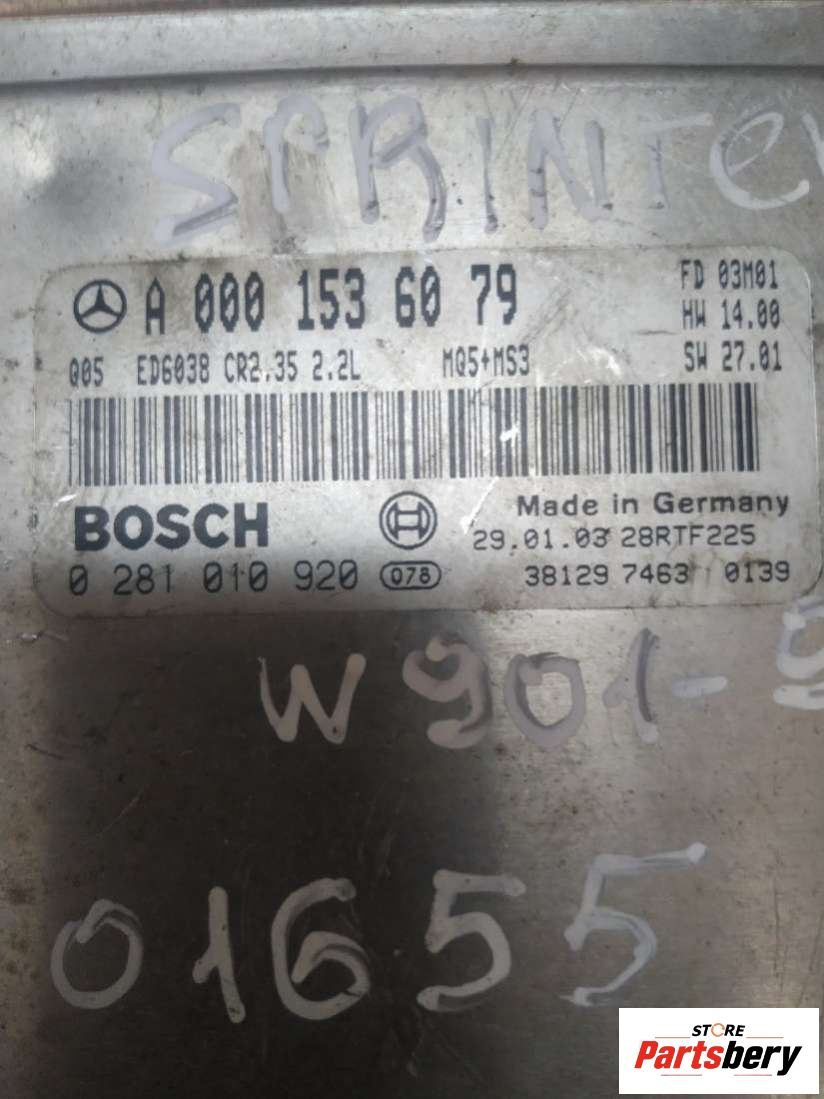 SPRINTE
A 000 153 60 79
FD 03M01
HW 14.00
SW 27.01
Q05 ED6038 CR2.35 2.2L MQ5+MS3
BOSCH
Made in Germany
29.01.03 28RTF225
0 281 010 920 078
381297463 0139
W901-9
01655
STORE
Partsbery